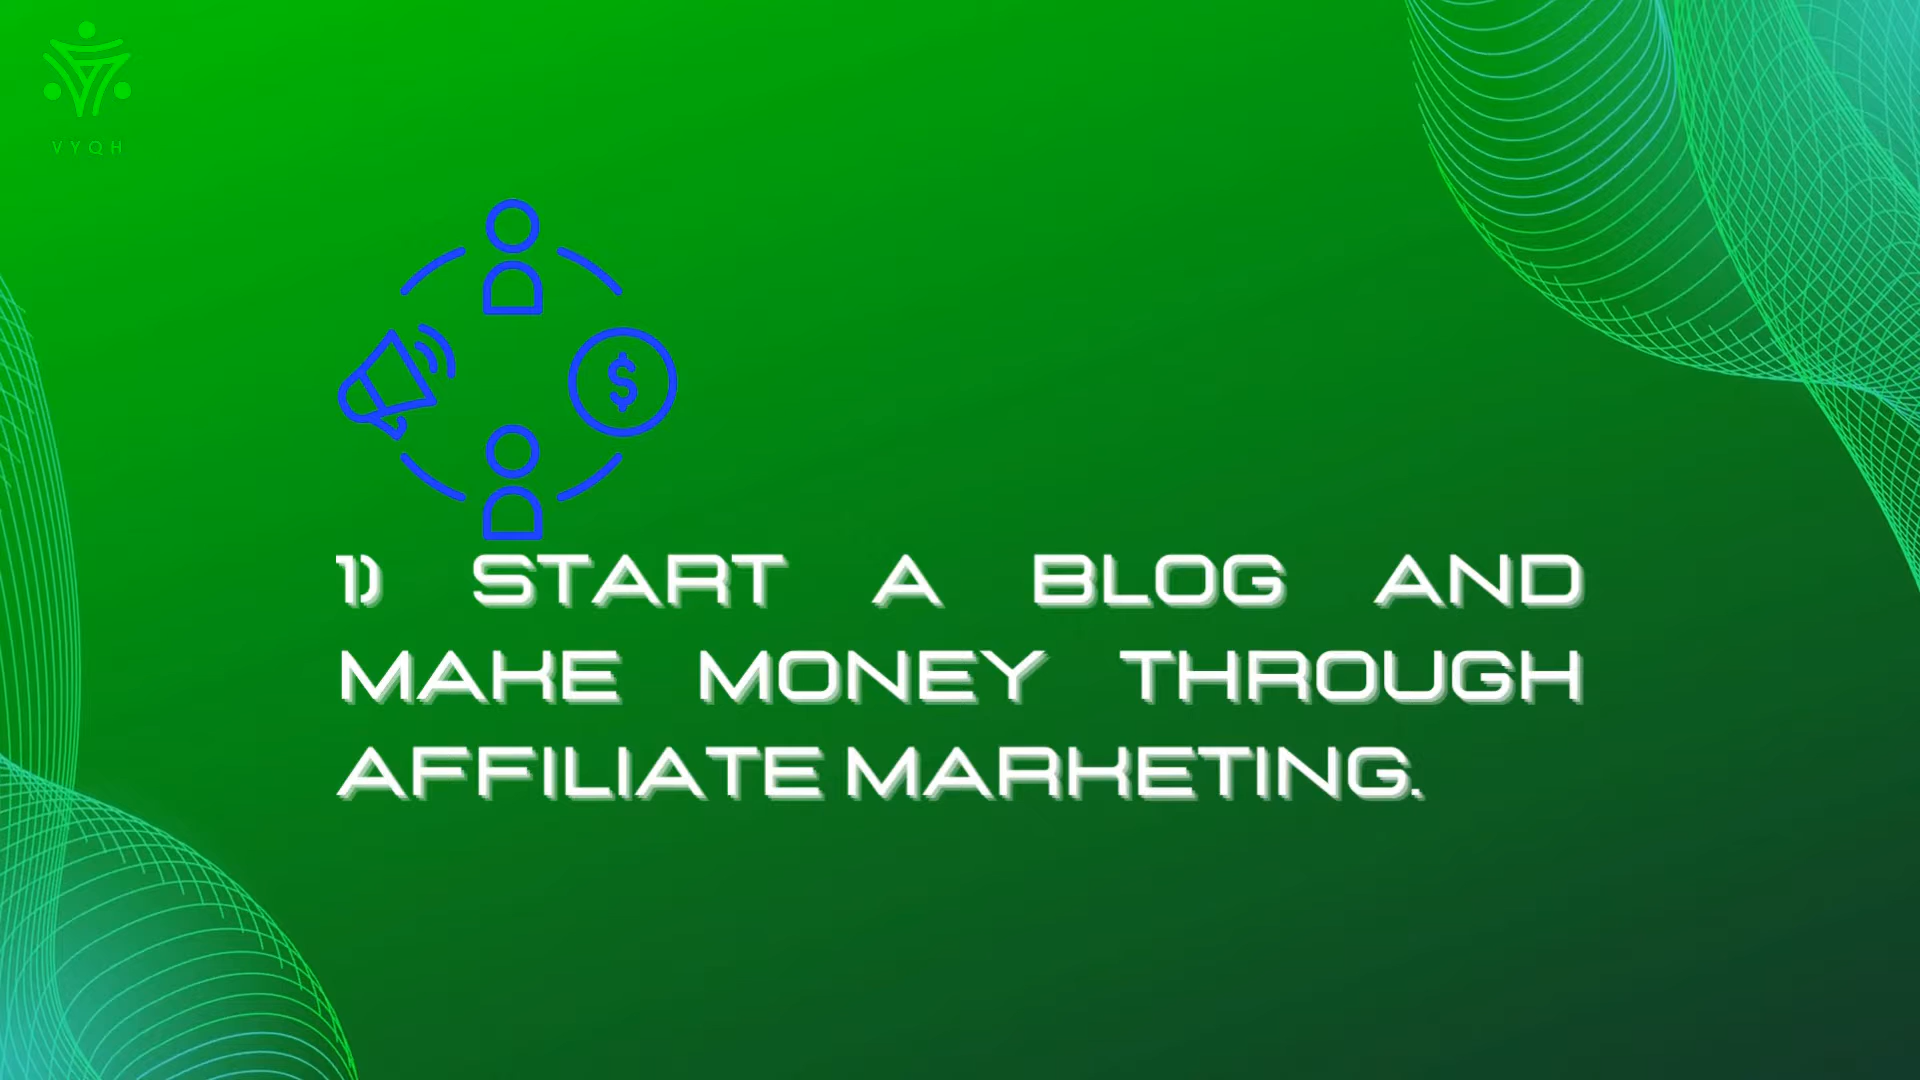 VYQH
$
1) START A BLOG AND
MAKE MONEY THROUGH
AFFILIATE MARKETING.